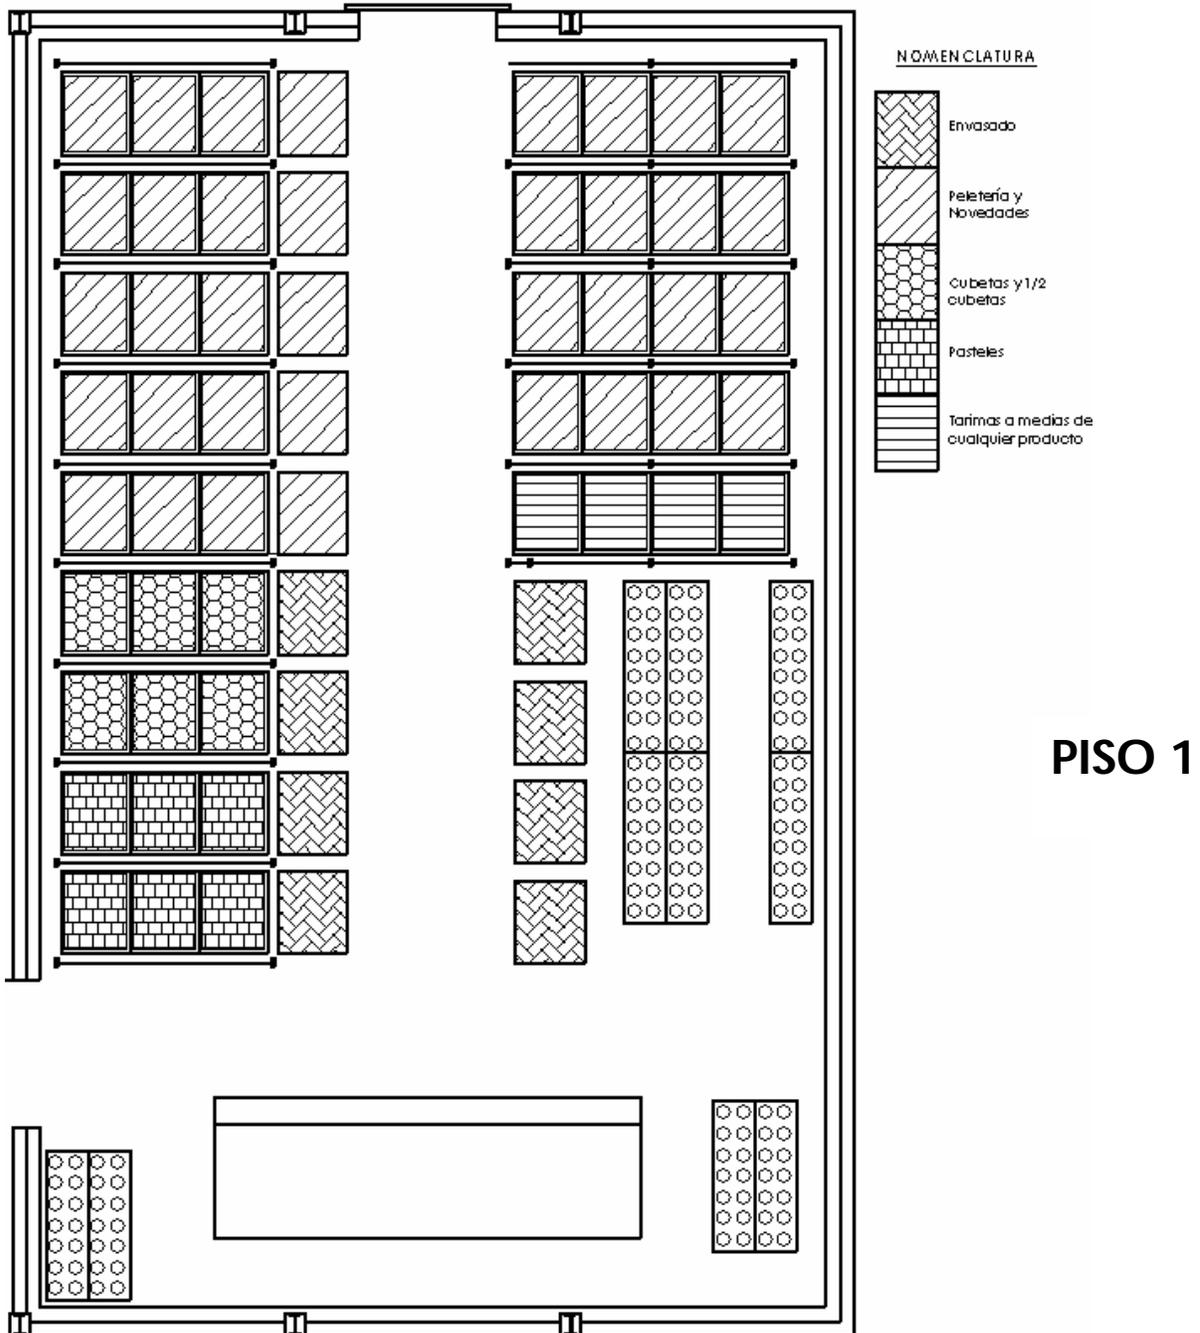 NOMENCLATURA
Envasado
Peletería y
Novedades
Cubetas y 1/2
cubetas
Pasteles
Tarimas a medias de
cualquier producto
PISO 1